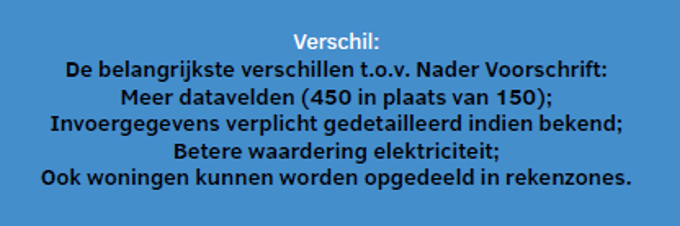 Verschil:
De belangrijkste verschillen t.o.v. Nader Voorschrift:
Meer datavelden (450 in plaats van 150);
Invoergegevens verplicht gedetailleerd indien bekend;
Betere waardering elektriciteit;
Ook woningen kunnen worden opgedeeld in rekenzones.